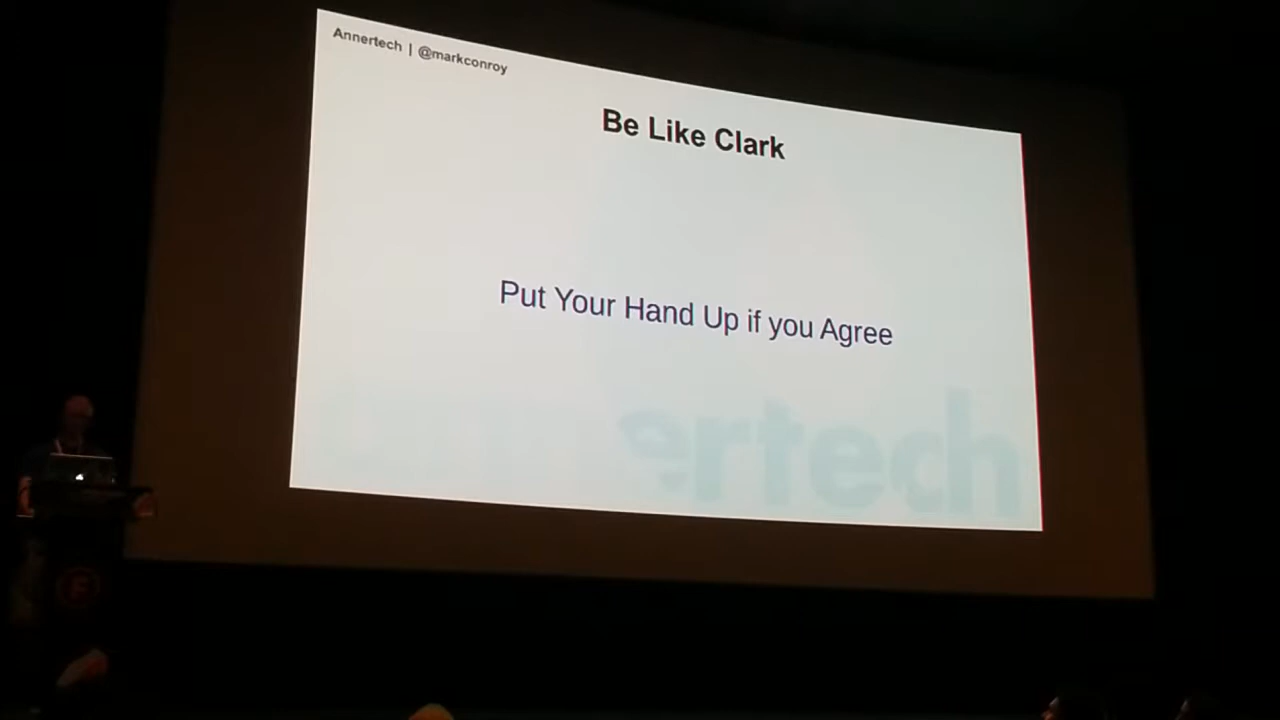 Annertech | @markconroy
Be Like Clark
Put Your Hand Up if you Agree
ertech